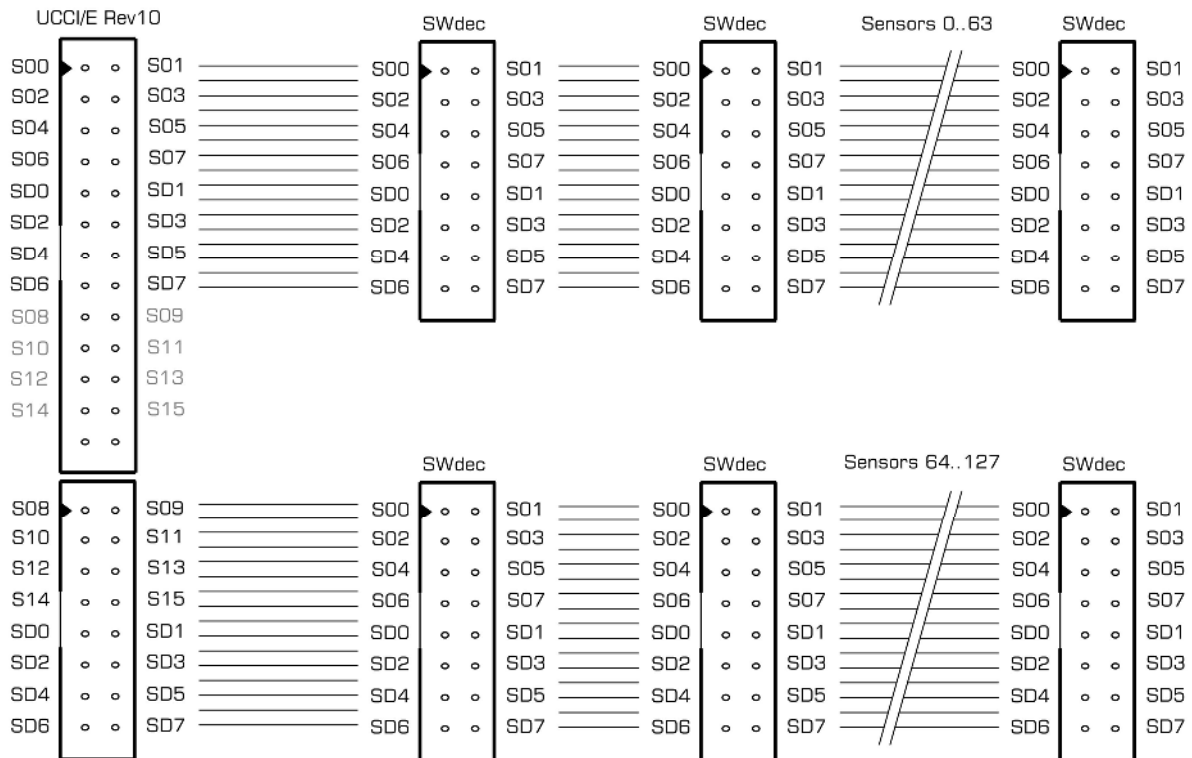 UCCI/E Rev10 SWdec SWdec Sensors 0..63 SWdec
S00 S01 S00 S01 S00 S01 S00 S01
S02 S03 S02 S03 S02 S03 S02 S03
S04 S05 S04 S05 S04 S05 S04 S05
S06 S07 S06 S07 S06 S07 S06 S07
SD0 SD1 SD0 SD1 SD0 SD1 SD0 SD1
SD2 SD3 SD2 SD3 SD2 SD3 SD2 SD3
SD4 SD5 SD4 SD5 SD4 SD5 SD4 SD5
SD6 SD7 SD6 SD7 SD6 SD7 SD6 SD7
S08 S09
S10 S11
S12 S13
S14 S15
SWdec SWdec Sensors 64..127 SWdec
S08 S09 S00 S01 S00 S01 S00 S01
S10 S11 S02 S03 S02 S03 S02 S03
S12 S13 S04 S05 S04 S05 S04 S05
S14 S15 S06 S07 S06 S07 S06 S07
SD0 SD1 SD0 SD1 SD0 SD1 SD0 SD1
SD2 SD3 SD2 SD3 SD2 SD3 SD2 SD3
SD4 SD5 SD4 SD5 SD4 SD5 SD4 SD5
SD6 SD7 SD6 SD7 SD6 SD7 SD6 SD7